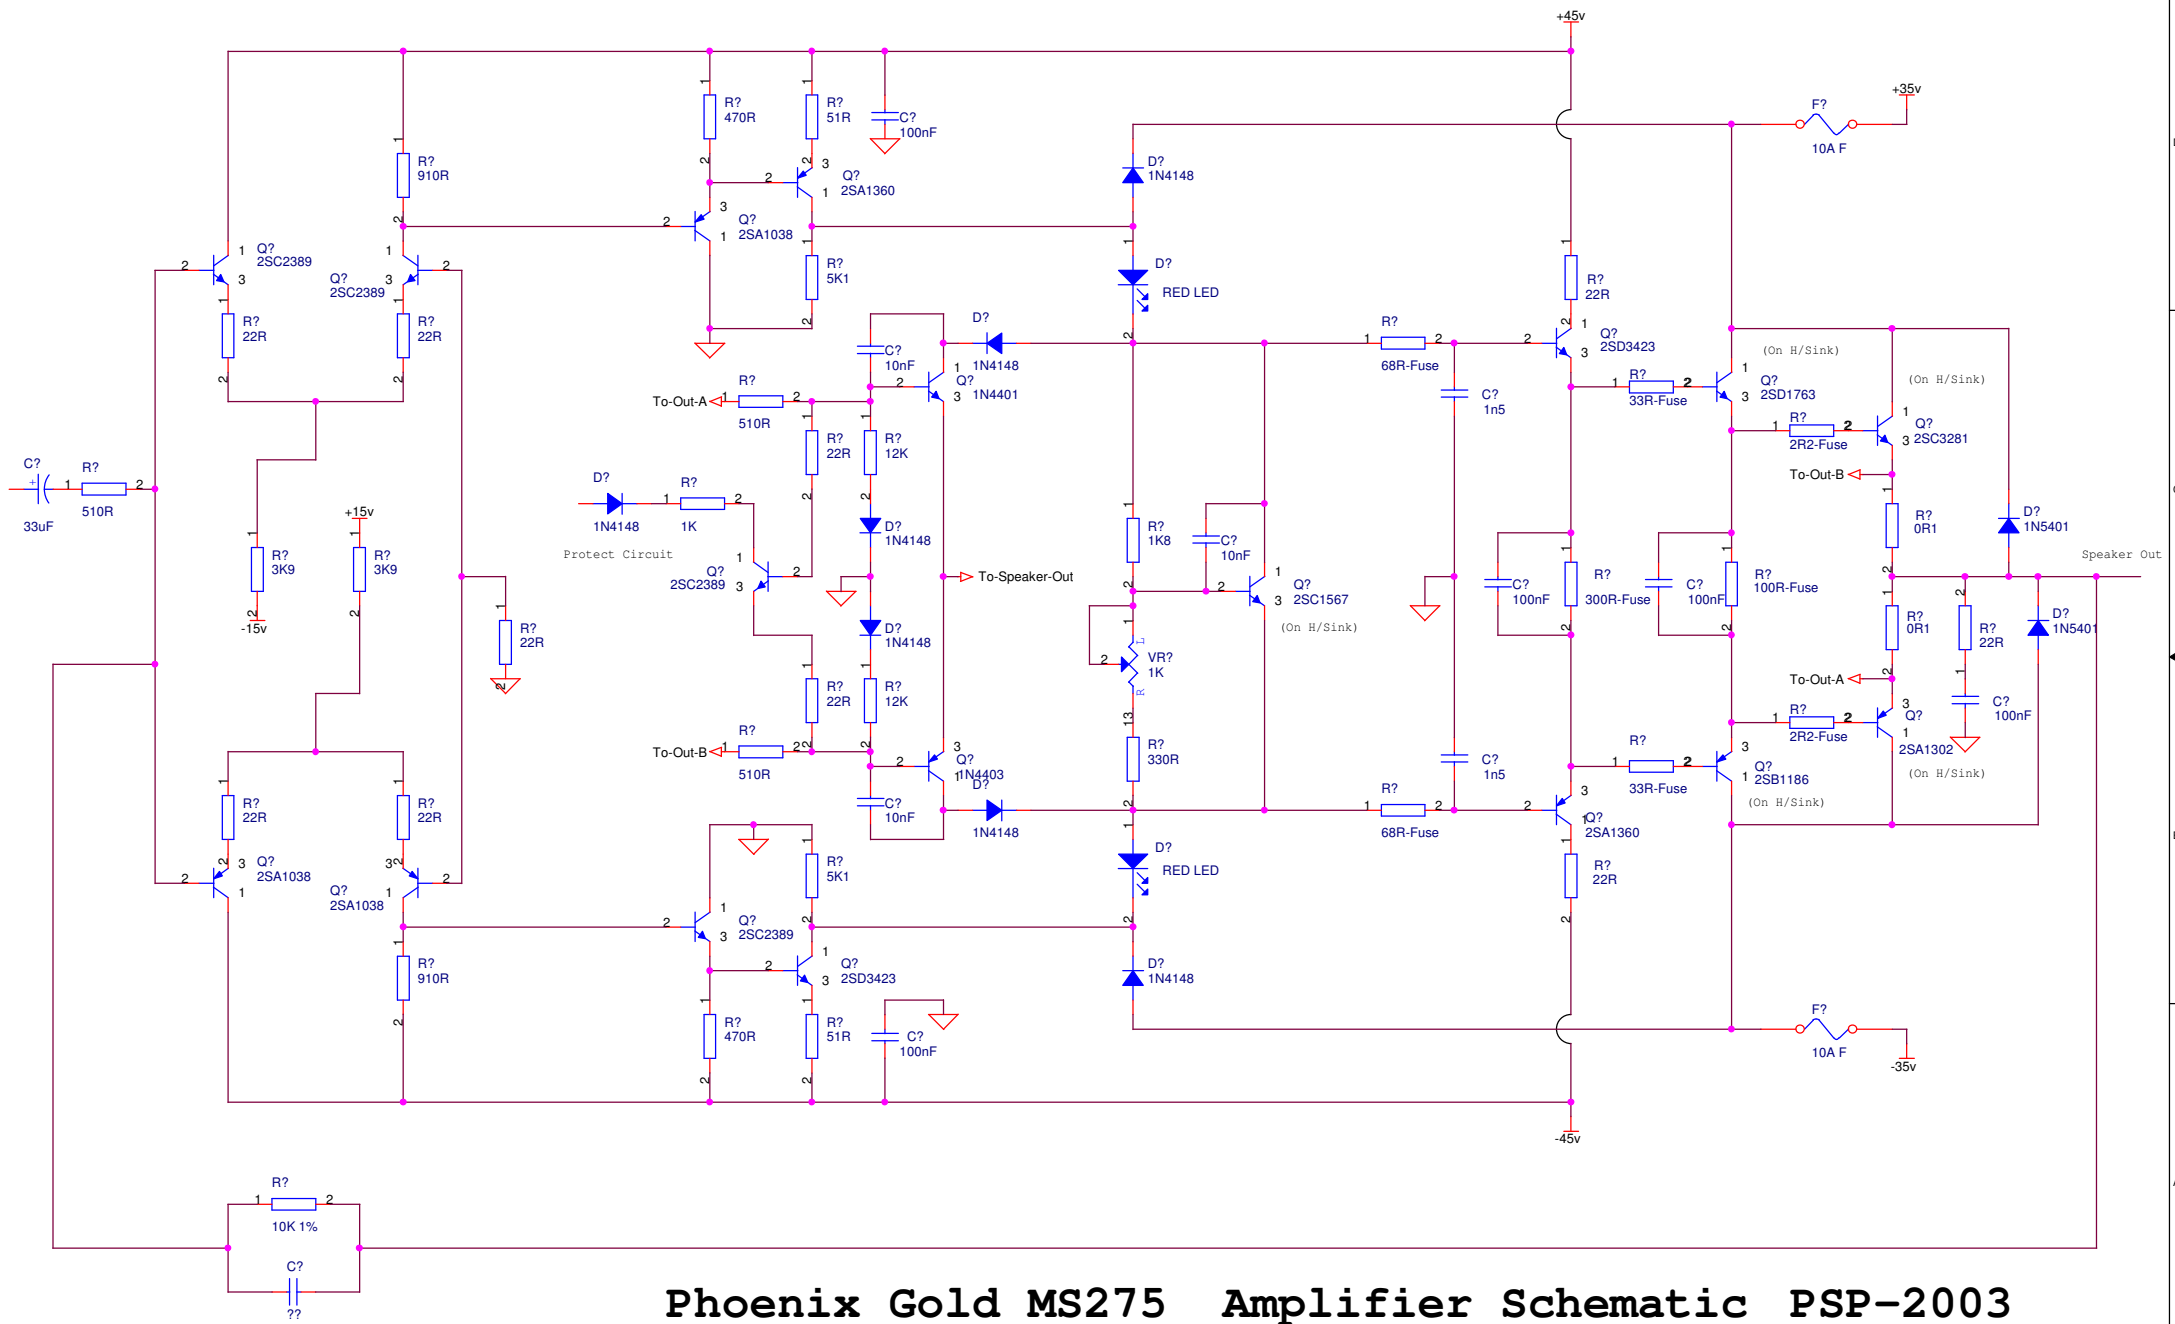 +45v
+35v
F?
10A F
R?
470R
R?
51R
C?
100nF
R?
910R
D?
1N4148
Q?
2SA1360
Q?
2SA1038
Q?
2SC2389
Q?
2SC2389
R?
5K1
D?
RED LED
R?
22R
R?
22R
R?
22R
D?
1N4148
C?
10nF
R?
68R-Fuse
Q?
2SD3423
(On H/Sink)
(On H/Sink)
To-Out-A
R?
510R
Q?
1N4401
C?
1n5
R?
33R-Fuse
Q?
2SD1763
R?
22R
R?
12K
R?
2R2-Fuse
Q?
2SC3281
To-Out-B
C?
33uF
R?
510R
D?
1N4148
R?
1K
Protect Circuit
+15v
D?
1N4148
R?
1K8
C?
10nF
R?
0R1
D?
1N5401
Speaker Out
R?
3K9
R?
3K9
Q?
2SC2389
To-Speaker-Out
Q?
2SC1567
(On H/Sink)
C?
100nF
R?
300R-Fuse
C?
100nF
R?
100R-Fuse
-15v
R?
22R
D?
1N4148
R?
0R1
R?
22R
D?
1N5401
VR?
1K
L
R
R?
22R
R?
12K
To-Out-A
C?
100nF
To-Out-B
R?
510R
Q?
1N4403
R?
330R
C?
1n5
R?
33R-Fuse
R?
2R2-Fuse
Q?
2SA1302
(On H/Sink)
Q?
2SB1186
(On H/Sink)
R?
22R
R?
22R
C?
10nF
D?
1N4148
R?
68R-Fuse
Q?
2SA1360
Q?
2SA1038
Q?
2SA1038
R?
5K1
D?
RED LED
R?
22R
Q?
2SC2389
R?
910R
Q?
2SD3423
D?
1N4148
R?
470R
R?
51R
C?
100nF
F?
10A F
-35v
-45v
R?
10K 1%
C?
??
Phoenix Gold MS275 Amplifier Schematic PSP-2003